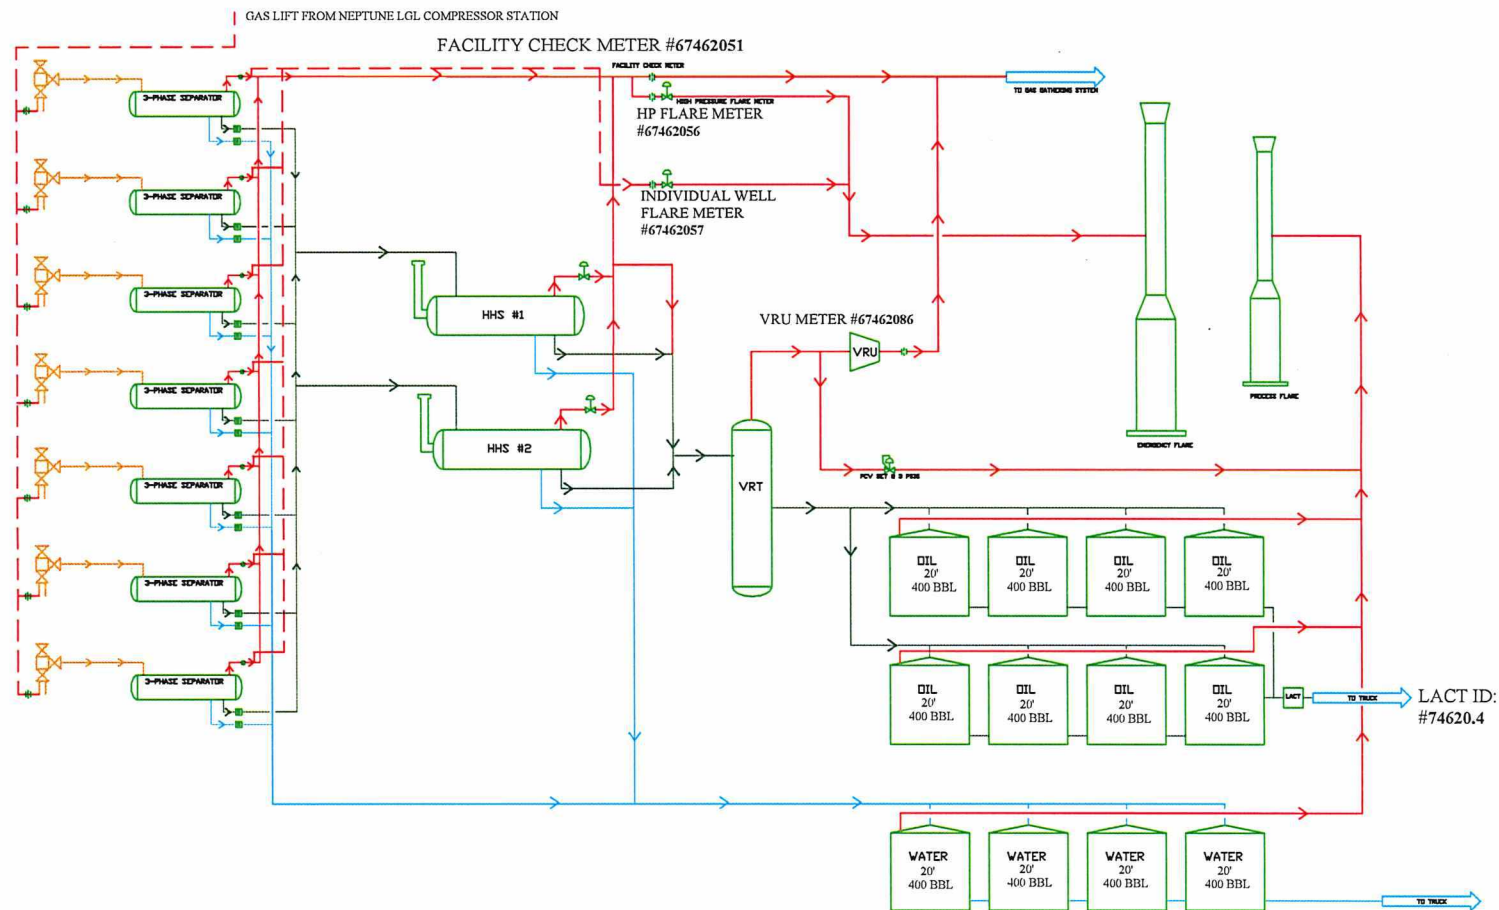 GAS LIFT FROM NEPTUNE LGL COMPRESSOR STATION
FACILITY CHECK METER #67462051
FACILITY CHECK METER
TO GAS GATHERING SYSTEM
HIGH PRESSURE FLARE METER
HP FLARE METER
#67462056
INDIVIDUAL WELL
FLARE METER
#67462057
3-PHASE SEPARATOR
3-PHASE SEPARATOR
3-PHASE SEPARATOR
3-PHASE SEPARATOR
3-PHASE SEPARATOR
3-PHASE SEPARATOR
3-PHASE SEPARATOR
HHS #1
HHS #2
VRU METER #67462086
VRU
VRT
PROCESS FLARE
EMERGENCY FLARE
PCV SET @ 3 PSIG
OIL
20'
400 BBL
OIL
20'
400 BBL
OIL
20'
400 BBL
OIL
20'
400 BBL
OIL
20'
400 BBL
OIL
20'
400 BBL
OIL
20'
400 BBL
OIL
20'
400 BBL
LACT
TO TRUCK
LACT ID:
#74620.4
WATER
20'
400 BBL
WATER
20'
400 BBL
WATER
20'
400 BBL
WATER
20'
400 BBL
TO TRUCK